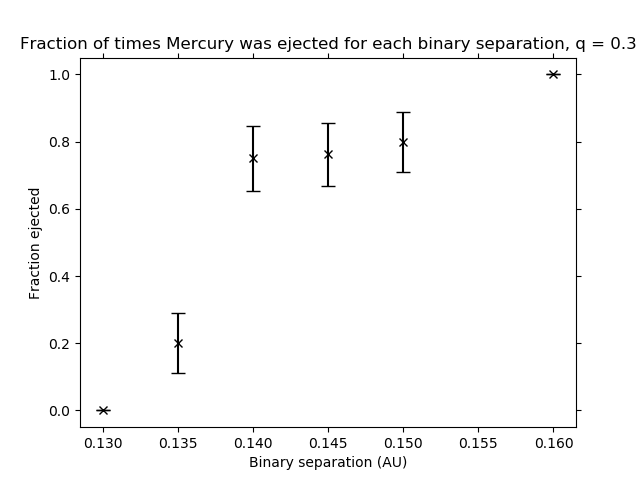 Fraction of times Mercury was ejected for each binary separation, q = 0.3
1.0
0.8
0.6
0.4
0.2
0.0
Fraction ejected
0.130 0.135 0.140 0.145 0.150 0.155 0.160
Binary separation (AU)